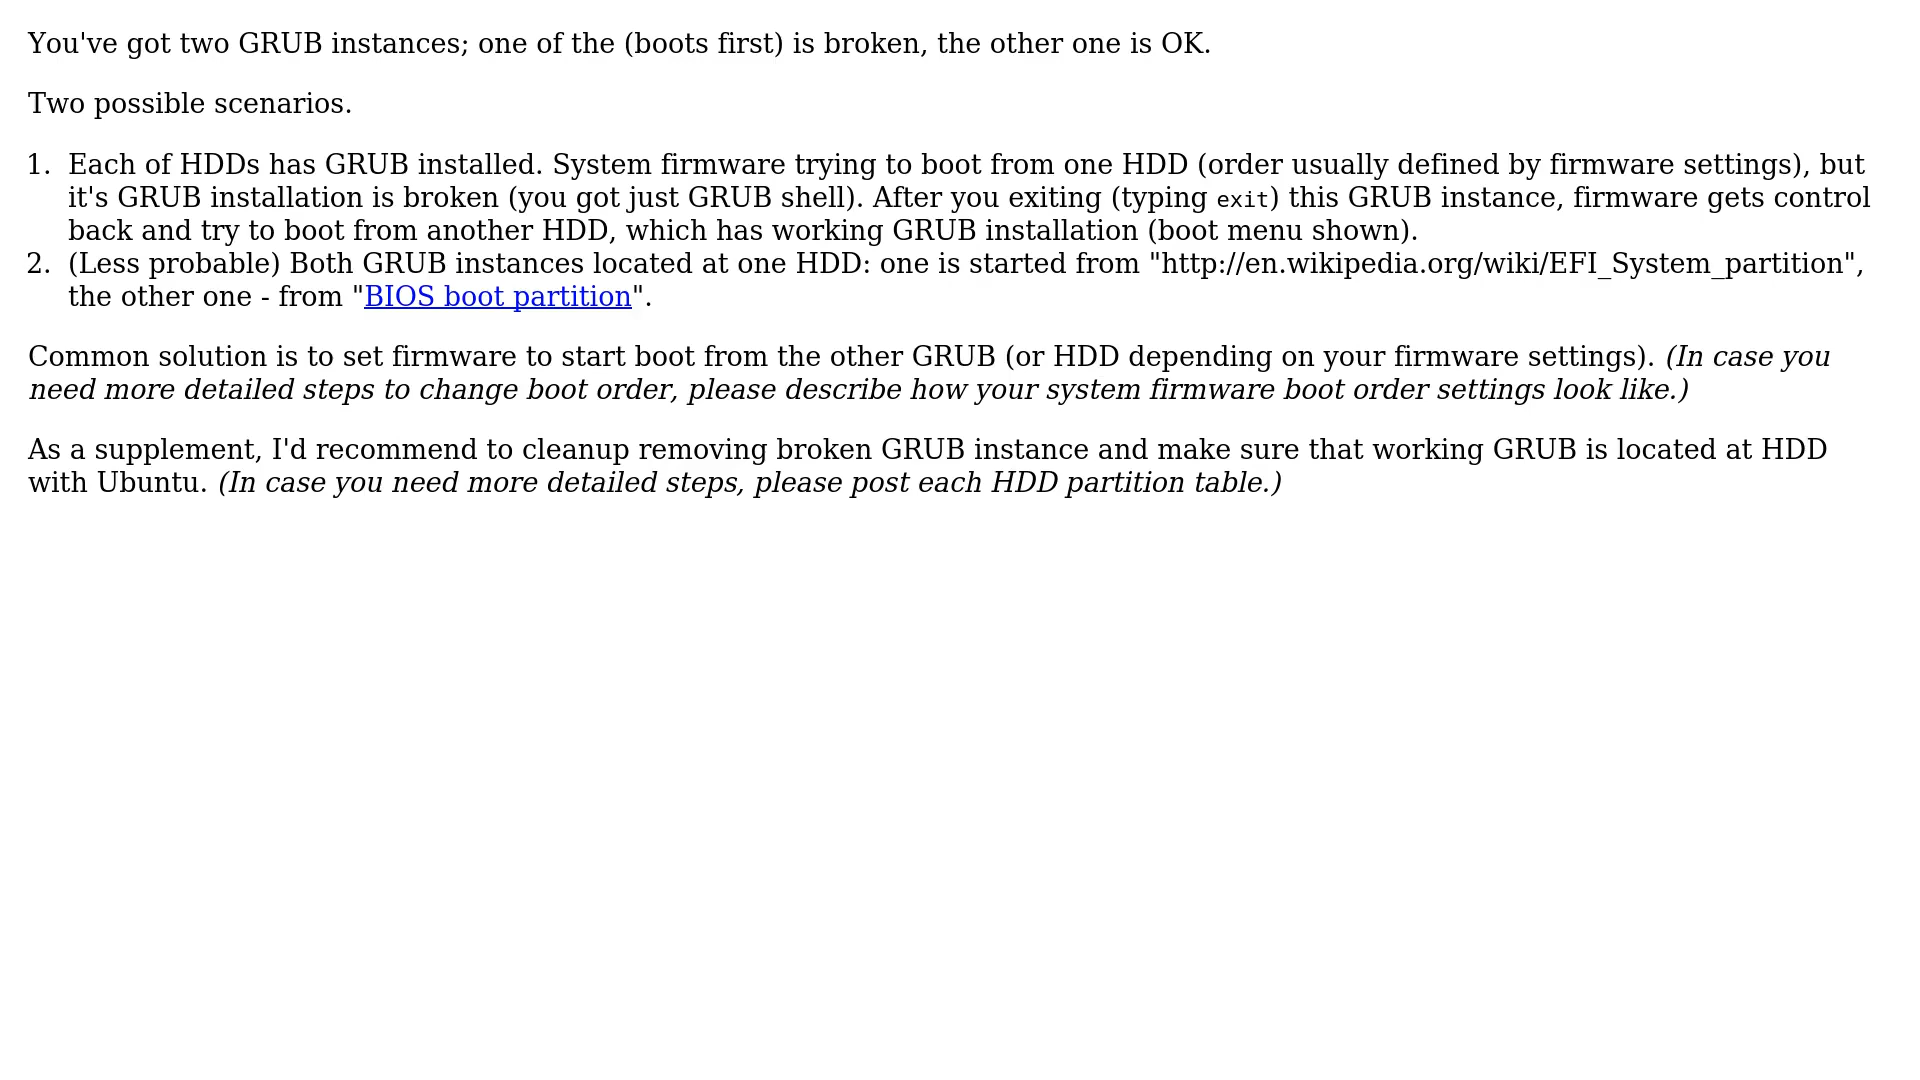 You've got two GRUB instances; one of the (boots first) is broken, the other one is OK.
Two possible scenarios.
1. Each of HDDs has GRUB installed. System firmware trying to boot from one HDD (order usually defined by firmware settings), but
it's GRUB installation is broken (you got just GRUB shell). After you exiting (typing exit) this GRUB instance, firmware gets control
back and try to boot from another HDD, which has working GRUB installation (boot menu shown).
2. (Less probable) Both GRUB instances located at one HDD: one is started from "http://en.wikipedia.org/wiki/EFI_System_partition",
the other one - from "BIOS boot partition".
Common solution is to set firmware to start boot from the other GRUB (or HDD depending on your firmware settings). (In case you
need more detailed steps to change boot order, please describe how your system firmware boot order settings look like.)
As a supplement, I'd recommend to cleanup removing broken GRUB instance and make sure that working GRUB is located at HDD
with Ubuntu. (In case you need more detailed steps, please post each HDD partition table.)